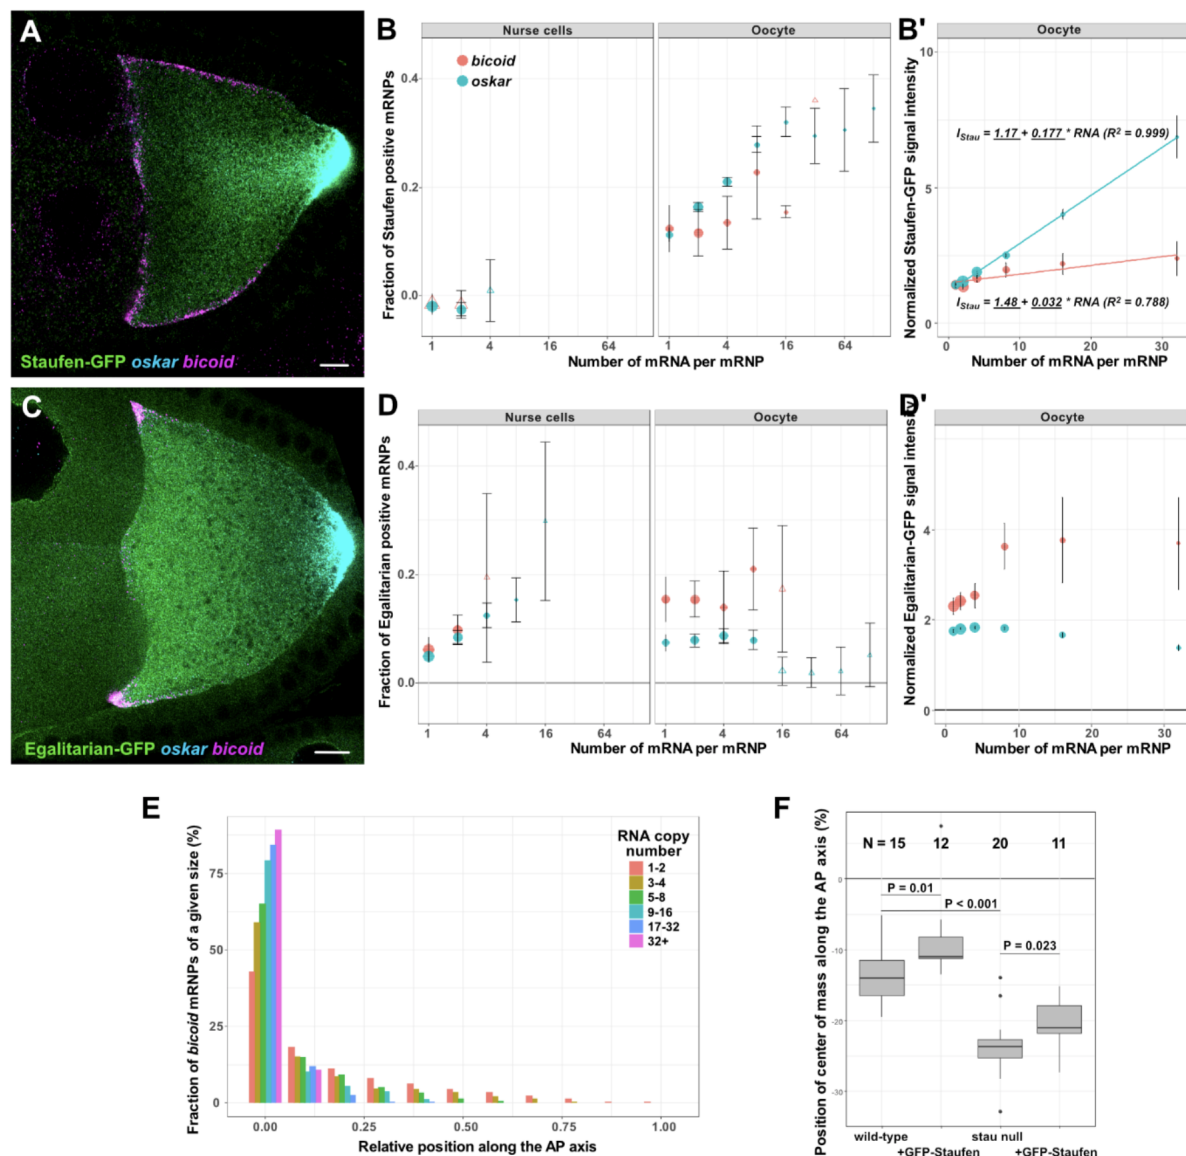 A
Staufen-GFP oskar bicoid
B
Nurse cells
Oocyte
bicoid
oskar
Fraction of Staufen positive mRNPs
0.4
0.2
0.0
1
4
16
64
1
4
16
64
Number of mRNA per mRNP
B'
Oocyte
Normalized Staufen-GFP signal intensity
10
5
0
I Stau = 1.17 + 0.177 * RNA (R² = 0.999)
I Stau = 1.48 + 0.032 * RNA (R² = 0.788)
0
10
20
30
Number of mRNA per mRNP
C
Egalitarian-GFP oskar bicoid
D
Nurse cells
Oocyte
Fraction of Egalitarian positive mRNPs
0.4
0.2
0.0
1
4
16
64
1
4
16
64
Number of mRNA per mRNP
D'
Oocyte
Normalized Egalitarian-GFP signal intensity
4
2
0
0
10
20
30
Number of mRNA per mRNP
E
Fraction of bicoid mRNPs of a given size (%)
75
50
25
0
RNA copy
number
1-2
3-4
5-8
9-16
17-32
32+
0.00
0.25
0.50
0.75
1.00
Relative position along the AP axis
F
Position of center of mass along the AP axis (%)
N = 15
12
20
11
0
-10
-20
-30
P = 0.01
P < 0.001
P = 0.023
wild-type
stau null
+GFP-Staufen
+GFP-Staufen